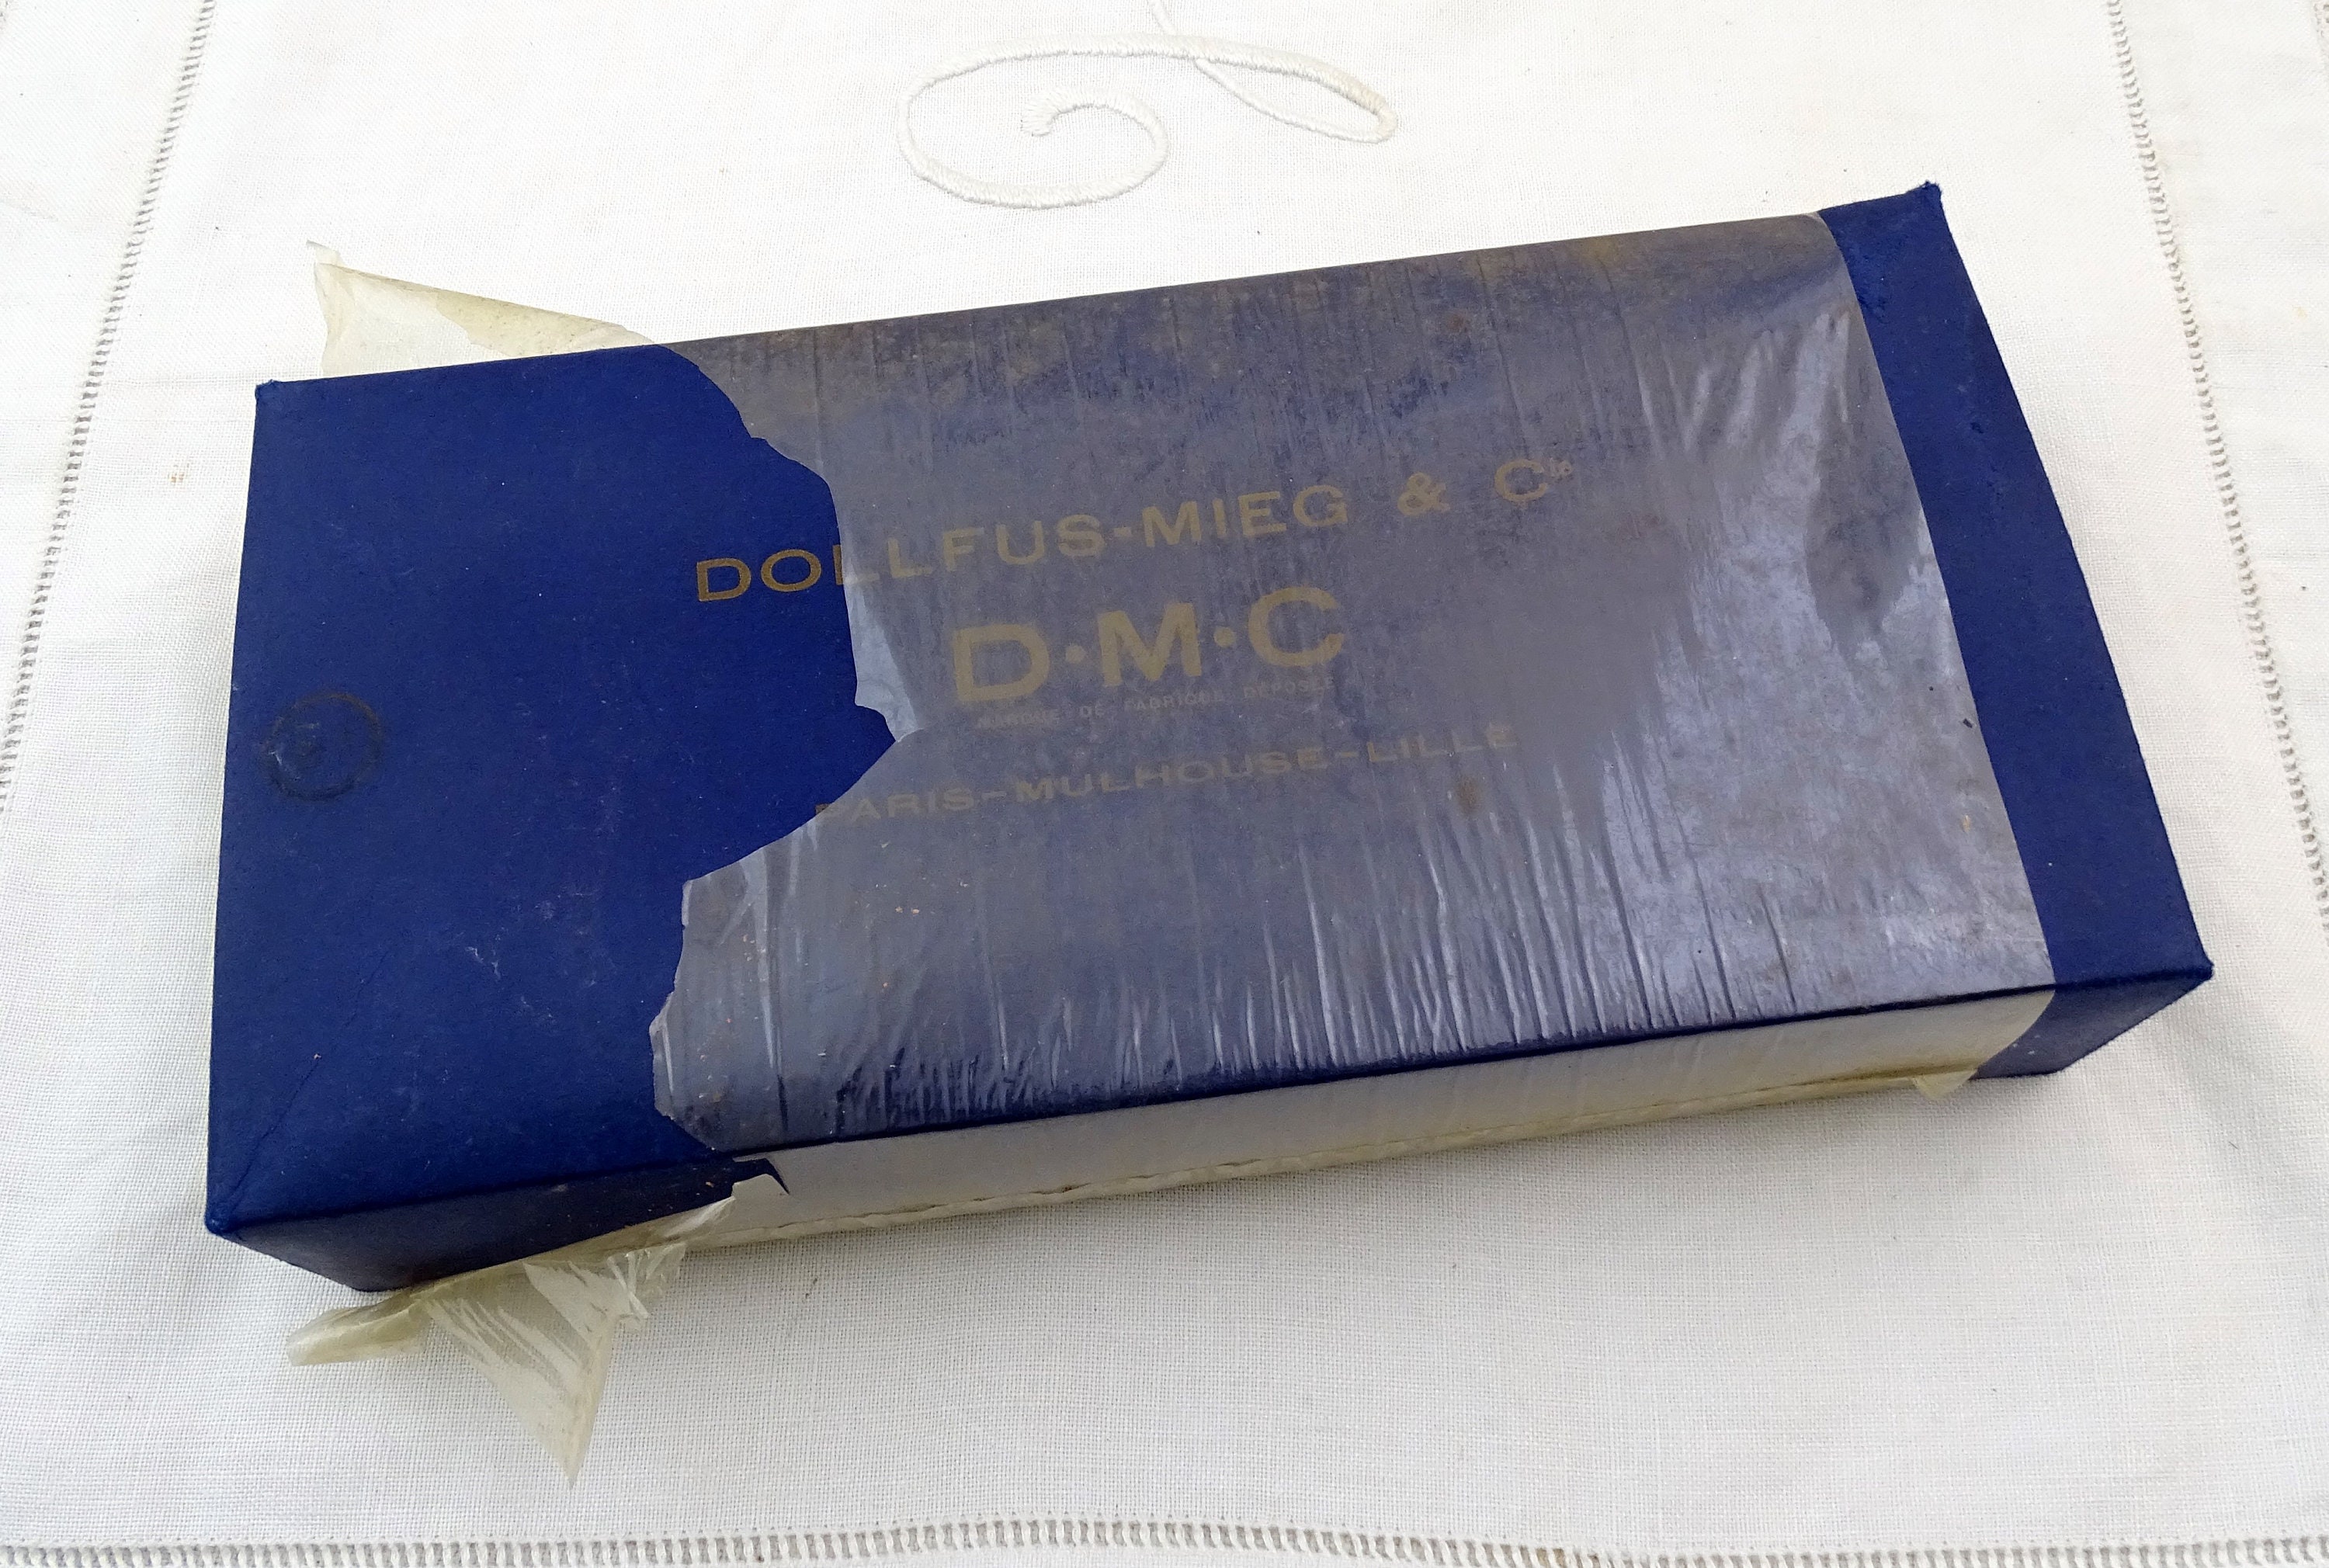 DOLLFUS-MIEG & Cie
D·M·C
MARQUE DE FABRIQUE DÉPOSÉE
PARIS-MULHOUSE-LILLE